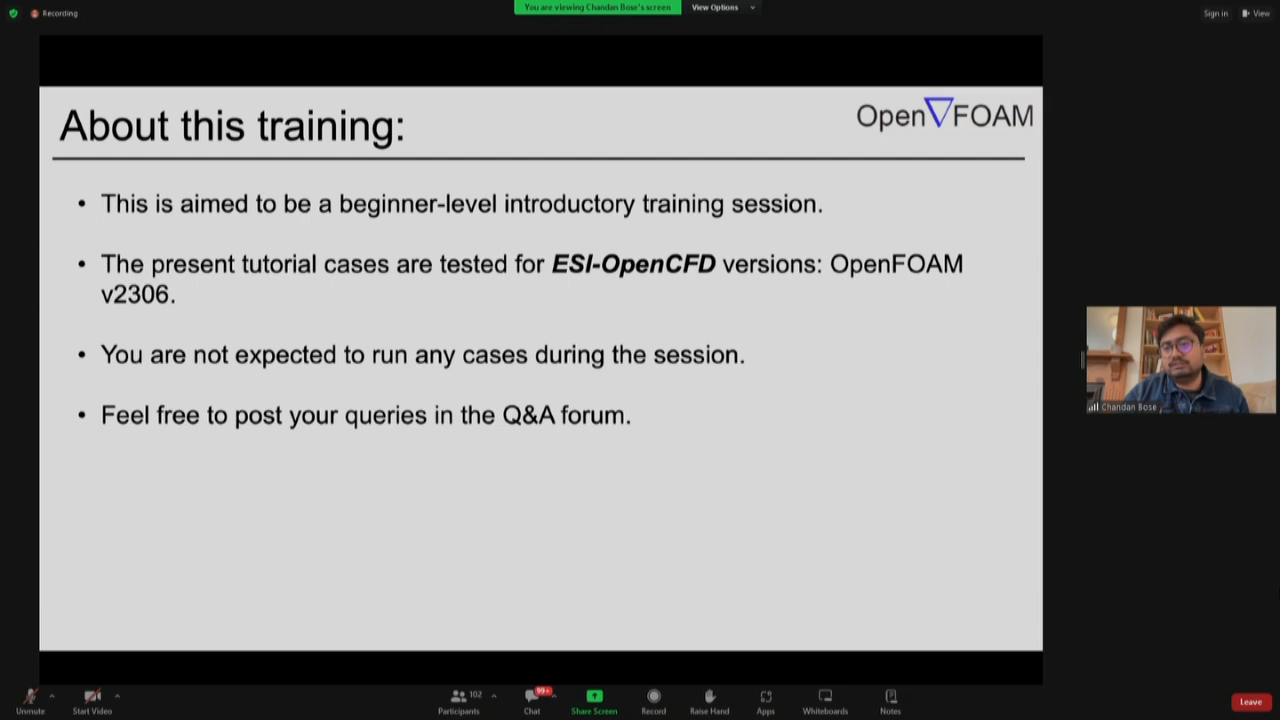 Recording
You are viewing Chandan Bose's screen
View Options
Sign in
View
About this training:
OpenFOAM
• This is aimed to be a beginner-level introductory training session.
• The present tutorial cases are tested for ESI-OpenCFD versions: OpenFOAM
v2306.
• You are not expected to run any cases during the session.
• Feel free to post your queries in the Q&A forum.
Chandan Bose
Unmute
Start Video
102
Participants
99+
Chat
Share Screen
Record
Raise Hand
Apps
Whiteboards
Notes
Leave